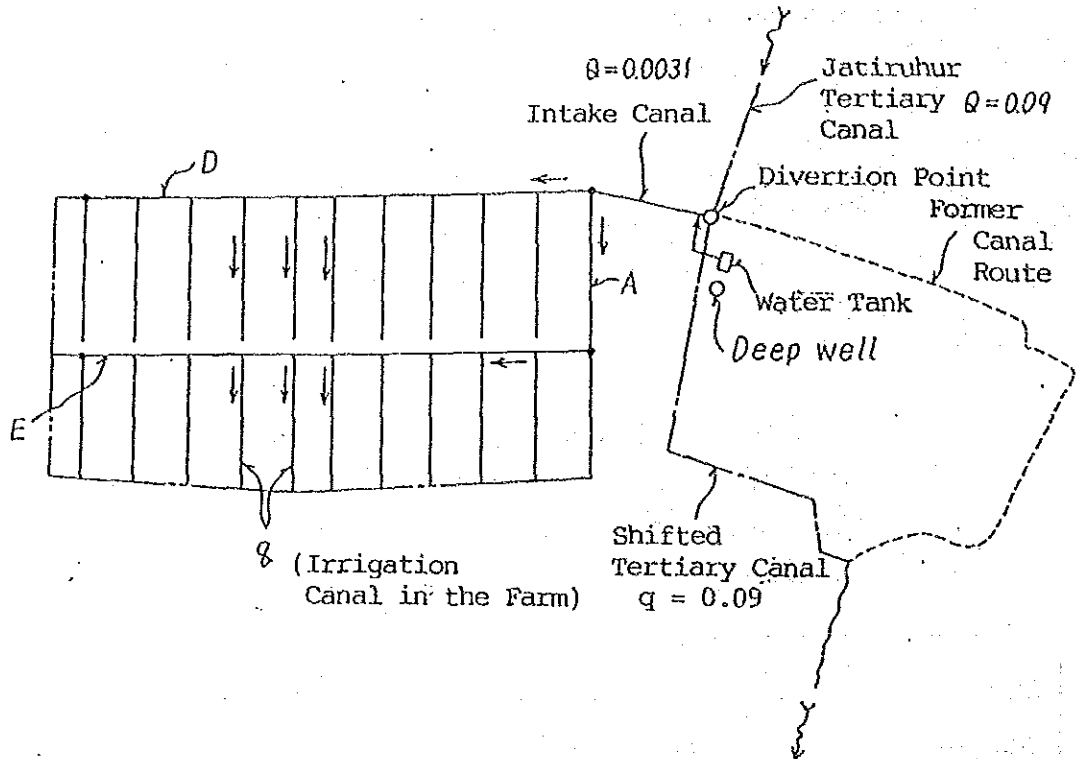 Q=0.0031
Intake Canal
Jatiruhur
Tertiary Q=0.09
Canal
D
Divertion Point
Former
Canal
Route
A
Water Tank
Deep well
E
8 (Irrigation
Canal in the Farm)
Shifted
Tertiary Canal
q = 0.09